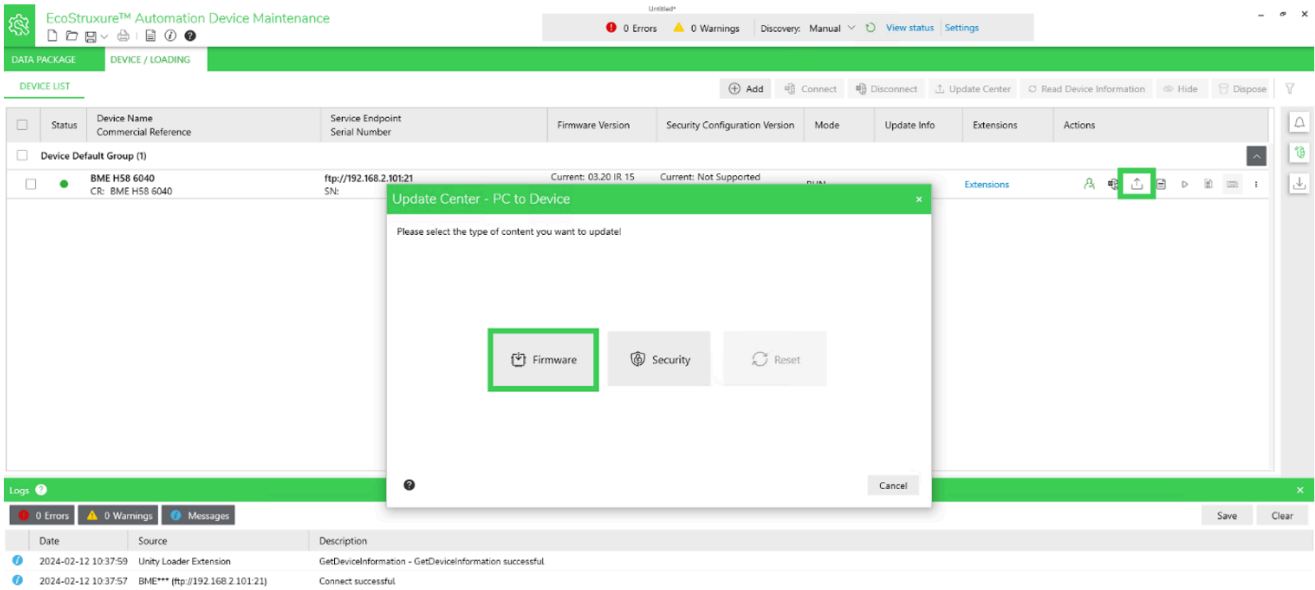 Untitled*
EcoStruxure™ Automation Device Maintenance
0 Errors 0 Warnings Discovery: Manual View status Settings
DATA PACKAGE DEVICE / LOADING
DEVICE LIST
Add Connect Disconnect Update Center Read Device Information Hide Dispose
Status Device Name Service Endpoint Firmware Version Security Configuration Version Mode Update Info Extensions Actions
Commercial Reference Serial Number
Device Default Group (1)
BME H58 6040 ftp://192.168.2.101:21 Current: 03.20 IR 15 Current: Not Supported
CR: BME H58 6040 SN: RUN Extensions
Update Center - PC to Device
Please select the type of content you want to update!
Firmware Security Reset
Cancel
Logs
0 Errors 0 Warnings Messages Save Clear
Date Source Description
2024-02-12 10:37:59 Unity Loader Extension GetDeviceInformation - GetDeviceInformation successful
2024-02-12 10:37:57 BME*** (ftp://192.168.2.101:21) Connect successful